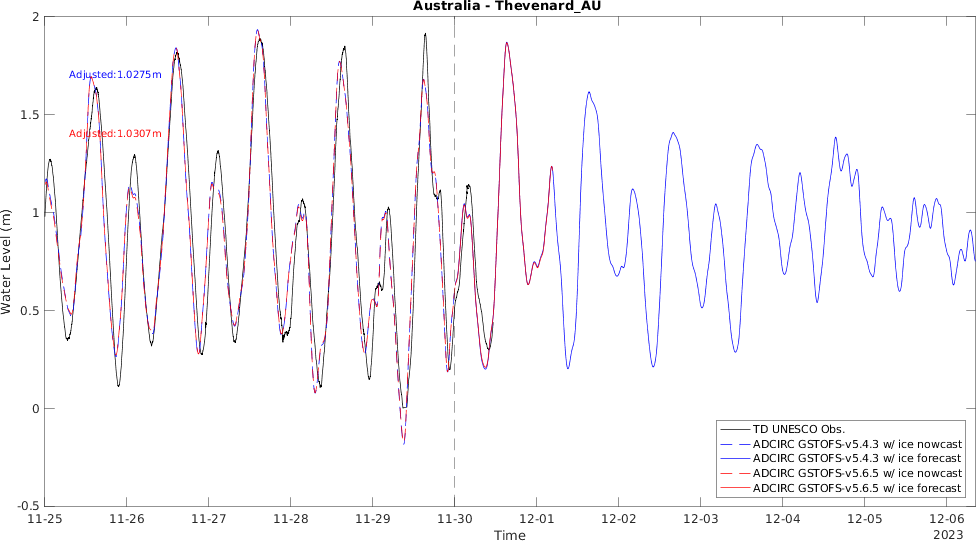 Australia - Thevenard_AU
2
1.5
1
0.5
0
-0.5
Water Level (m)
Adjusted:1.0275m
Adjusted:1.0307m
TD UNESCO Obs.
ADCIRC GSTOFS-v5.4.3 w/ ice nowcast
ADCIRC GSTOFS-v5.4.3 w/ ice forecast
ADCIRC GSTOFS-v5.6.5 w/ ice nowcast
ADCIRC GSTOFS-v5.6.5 w/ ice forecast
11-25 11-26 11-27 11-28 11-29 11-30 12-01 12-02 12-03 12-04 12-05 12-06
Time
2023